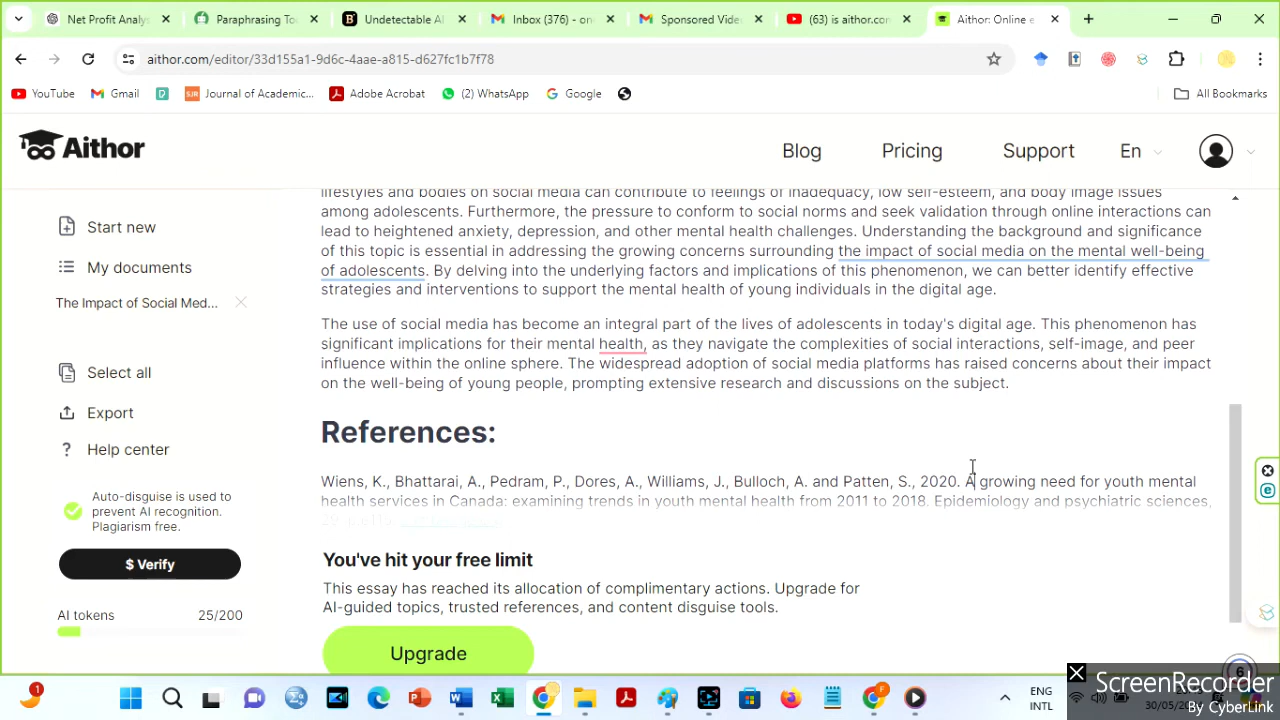 Net Profit Analy
Paraphrasing To
Undetectable AI
Inbox (376) - on
Sponsored Vide
(63) is aithor.con
Aithor: Online e
aithor.com/editor/33d155a1-9d6c-4aae-a815-d627fc1b7f78
YouTube
Gmail
SJR
Journal of Academic...
Adobe Acrobat
(2) WhatsApp
Google
All Bookmarks
Aithor
Blog
Pricing
Support
En
Start new
My documents
The Impact of Social Med...
Select all
Export
Help center
Auto-disguise is used to
prevent AI recognition.
Plagiarism free.
$ Verify
AI tokens 25/200
lifestyles and bodies on social media can contribute to feelings of inadequacy, low self-esteem, and body image issues
among adolescents. Furthermore, the pressure to conform to social norms and seek validation through online interactions can
lead to heightened anxiety, depression, and other mental health challenges. Understanding the background and significance
of this topic is essential in addressing the growing concerns surrounding the impact of social media on the mental well-being
of adolescents. By delving into the underlying factors and implications of this phenomenon, we can better identify effective
strategies and interventions to support the mental health of young individuals in the digital age.
The use of social media has become an integral part of the lives of adolescents in today's digital age. This phenomenon has
significant implications for their mental health, as they navigate the complexities of social interactions, self-image, and peer
influence within the online sphere. The widespread adoption of social media platforms has raised concerns about their impact
on the well-being of young people, prompting extensive research and discussions on the subject.
References:
Wiens, K., Bhattarai, A., Pedram, P., Dores, A., Williams, J., Bulloch, A. and Patten, S., 2020. A growing need for youth mental
health services in Canada: examining trends in youth mental health from 2011 to 2018. Epidemiology and psychiatric sciences,
You've hit your free limit
This essay has reached its allocation of complimentary actions. Upgrade for
AI-guided topics, trusted references, and content disguise tools.
Upgrade
1
ENG
INTL
30/05/
ScreenRecorder
By CyberLink